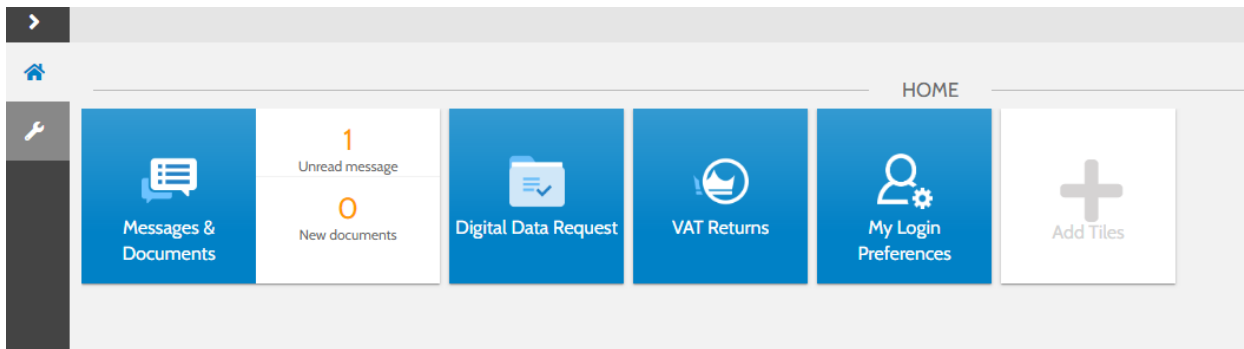 HOME
Messages &
Documents
1
Unread message
0
New documents
Digital Data Request
VAT Returns
My Login
Preferences
Add Tiles